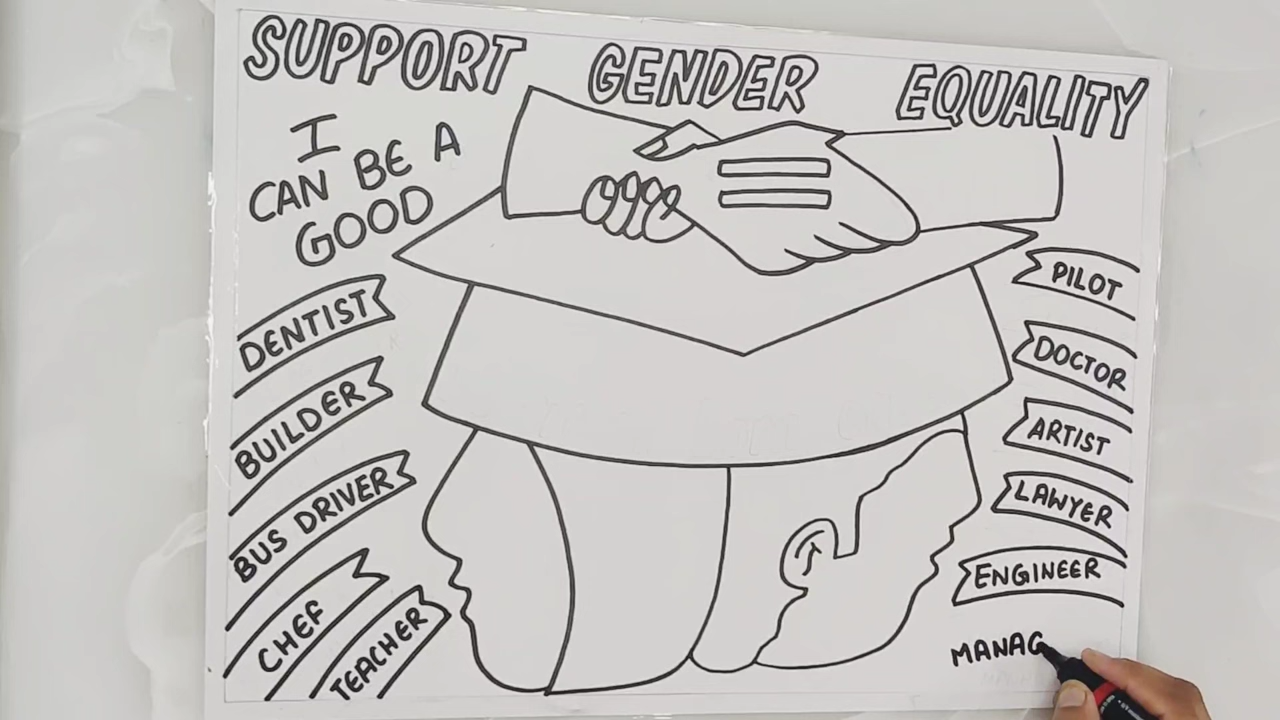 SUPPORT GENDER EQUALITY
I
CAN BE A
GOOD
DENTIST
BUILDER
BUS DRIVER
CHEF
TEACHER
PILOT
DOCTOR
ARTIST
LAWYER
ENGINEER
MANAG